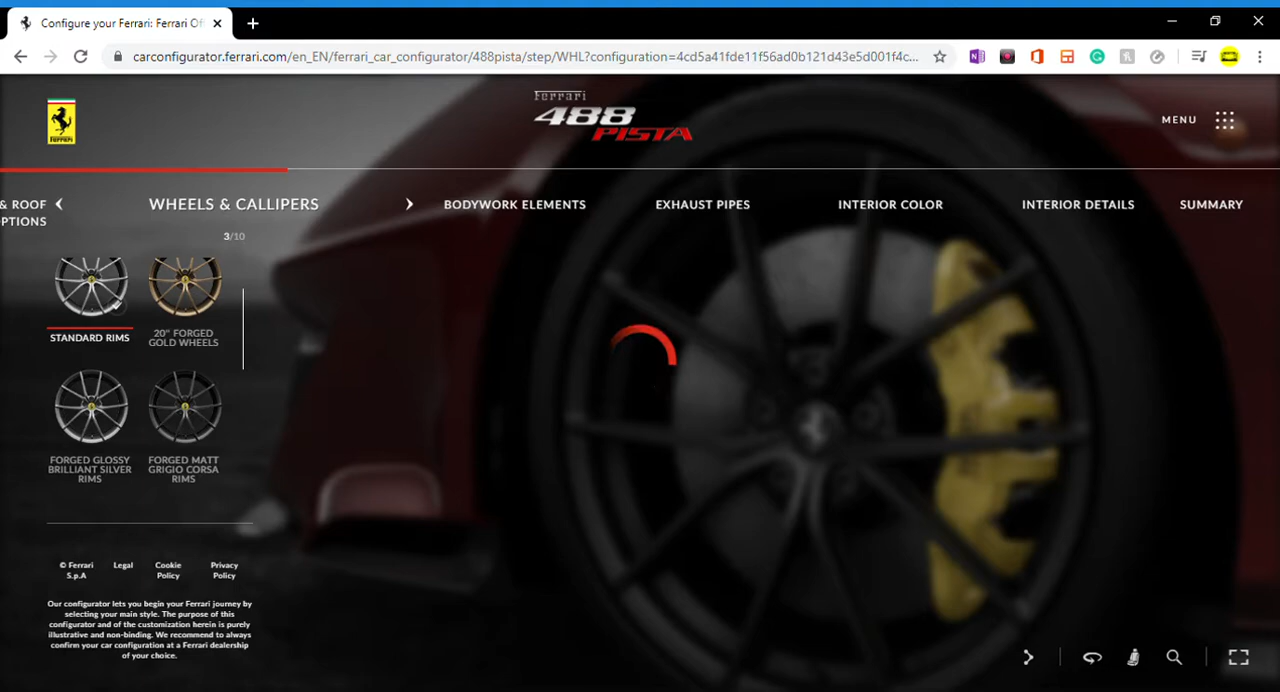 Configure your Ferrari: Ferrari Of
carconfigurator.ferrari.com/en_EN/ferrari_car_configurator/488pista/step/WHL?configuration=4cd5a41fde11f56ad0b121d43e5d001f4c...
Ferrari
488
PISTA
MENU
& ROOF
PTIONS
WHEELS & CALLIPERS
BODYWORK ELEMENTS
EXHAUST PIPES
INTERIOR COLOR
INTERIOR DETAILS
SUMMARY
3/10
STANDARD RIMS
20" FORGED
GOLD WHEELS
FORGED GLOSSY
BRILLIANT SILVER
RIMS
FORGED MATT
GRIGIO CORSA
RIMS
© Ferrari
S.p.A
Legal
Cookie
Policy
Privacy
Policy
Our configurator lets you begin your Ferrari journey by
selecting your main style. The purpose of this
configurator and of the customization herein is purely
illustrative and non-binding. We recommend to always
confirm your car configuration at a Ferrari dealership
of your choice.